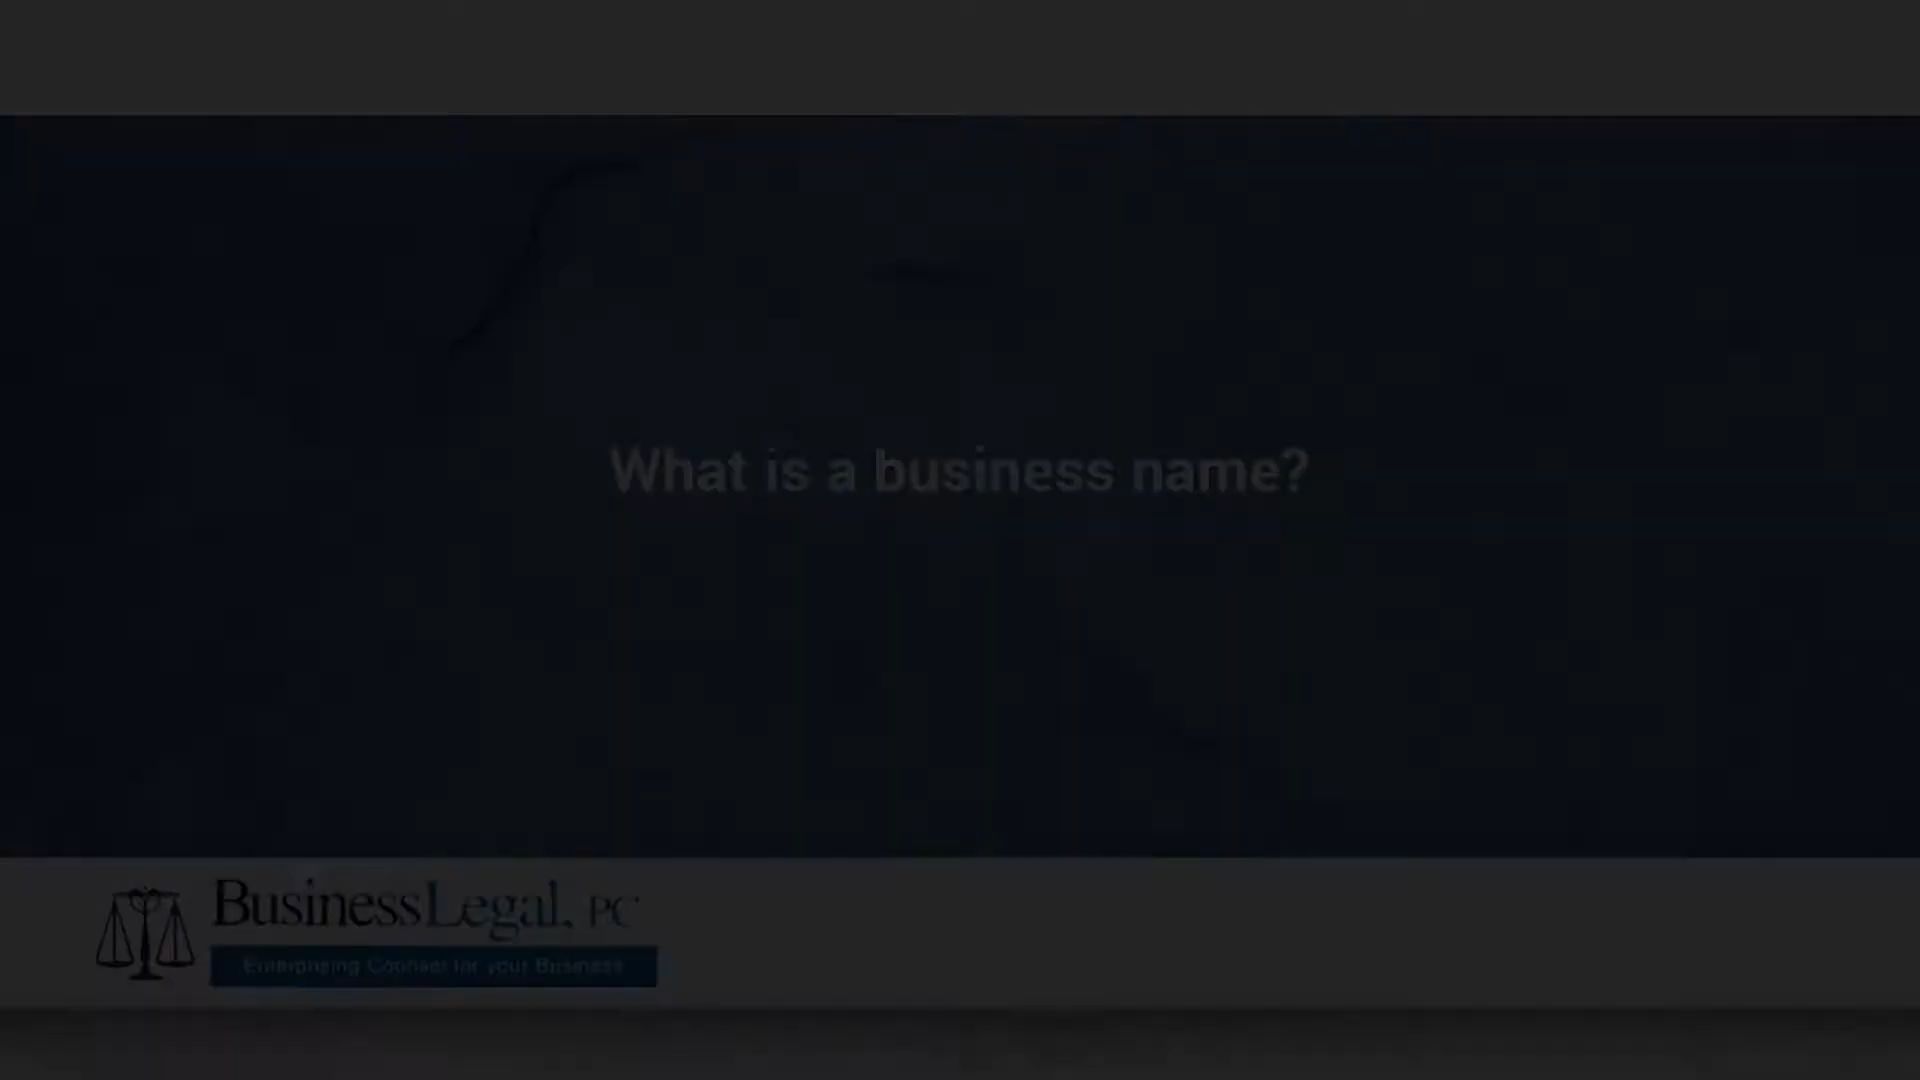 What is a business name?
BusinessLegal, PC
Enterprising Counsel for your Business